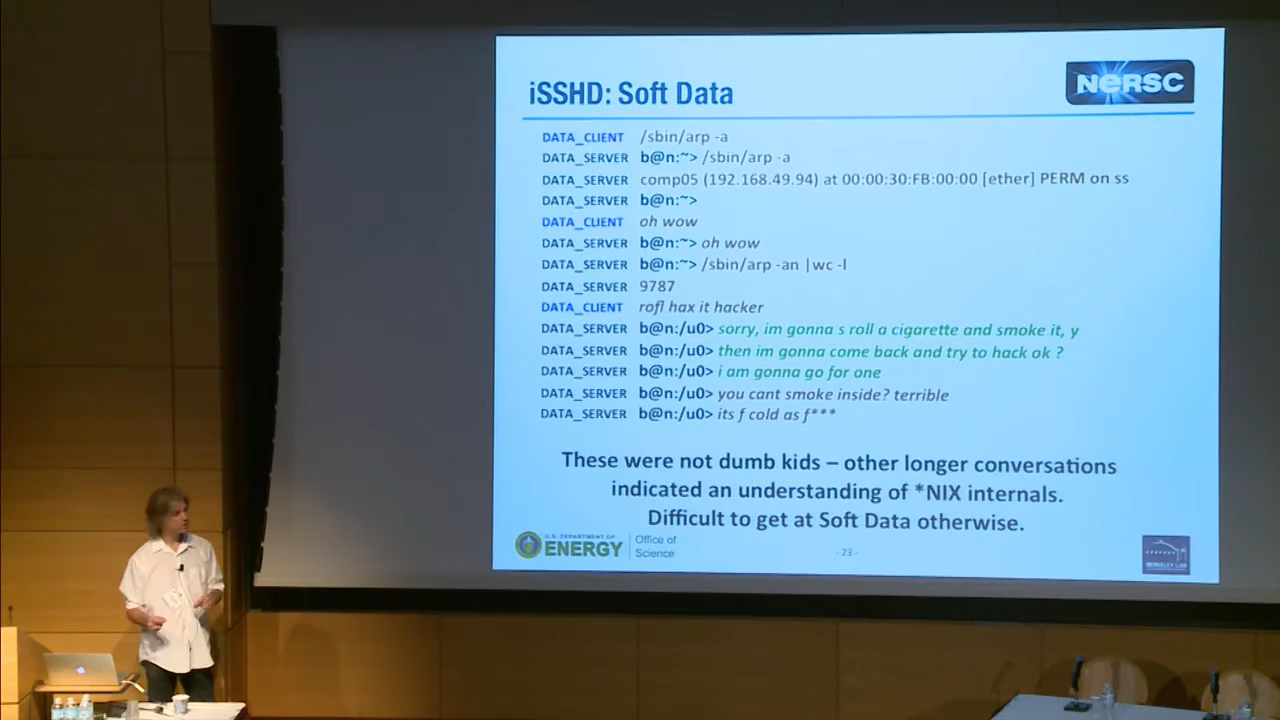 iSSHD: Soft Data
NERSC
DATA_CLIENT /sbin/arp -a
DATA_SERVER b@n:~> /sbin/arp -a
DATA_SERVER comp05 (192.168.49.94) at 00:00:30:FB:00:00 [ether] PERM on ss
DATA_SERVER b@n:~>
DATA_CLIENT oh wow
DATA_SERVER b@n:~> oh wow
DATA_SERVER b@n:~> /sbin/arp -an |wc -l
DATA_SERVER 9787
DATA_CLIENT rofl hax it hacker
DATA_SERVER b@n:/u0> sorry, im gonna s roll a cigarette and smoke it, y
DATA_SERVER b@n:/u0> then im gonna come back and try to hack ok ?
DATA_SERVER b@n:/u0> i am gonna go for one
DATA_SERVER b@n:/u0> you cant smoke inside? terrible
DATA_SERVER b@n:/u0> its f cold as f***
These were not dumb kids – other longer conversations
indicated an understanding of *NIX internals.
Difficult to get at Soft Data otherwise.
U.S. DEPARTMENT OF
ENERGY
Office of
Science
- 23 -
BERKELEY LAB